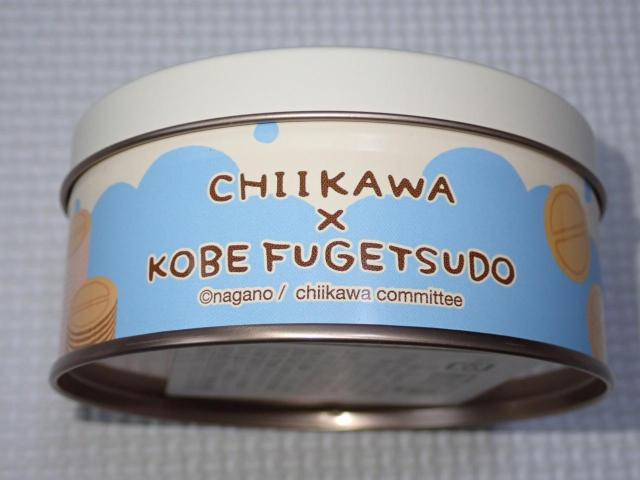 CHIIKAWA
X
KOBE FUGETSUDO
©nagano / chiikawa committee